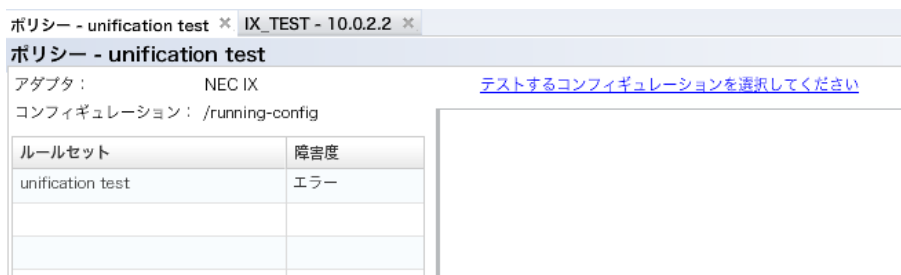 ポリシー - unification test × IX_TEST - 10.0.2.2 ×
ポリシー - unification test
アダプタ： NEC IX テストするコンフィギュレーションを選択してください
コンフィギュレーション： /running-config
ルールセット 障害度
unification test エラー